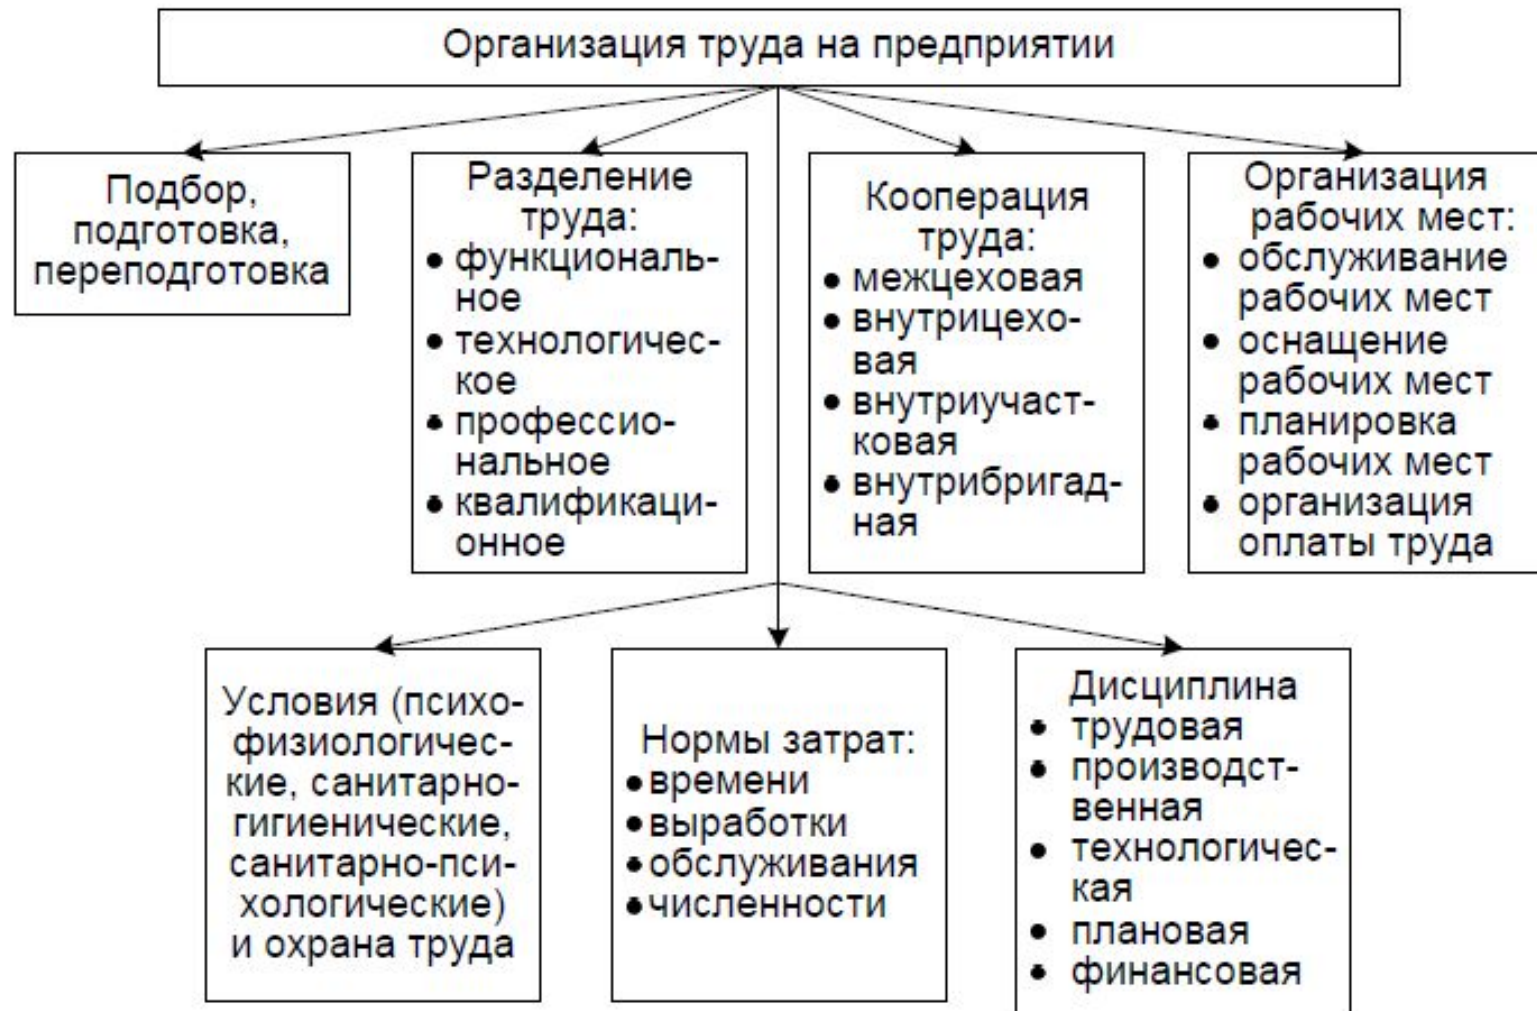 Организация труда на предприятии
Подбор,
подготовка,
переподготовка
Разделение
труда:
• функциональ-
ное
• технологичес-
кое
• профессио-
нальное
• квалификаци-
онное
Кооперация
труда:
• межцеховая
• внутрицехо-
вая
• внутриучаст-
ковая
• внутрибригад-
ная
Организация
рабочих мест:
• обслуживание
рабочих мест
• оснащение
рабочих мест
• планировка
рабочих мест
• организация
оплаты труда
Условия (психо-
физиологичес-
кие, санитарно-
гигиенические,
санитарно-пси-
хологические)
и охрана труда
Нормы затрат:
• времени
• выработки
• обслуживания
• численности
Дисциплина
• трудовая
• производст-
венная
• технологичес-
кая
• плановая
• финансовая